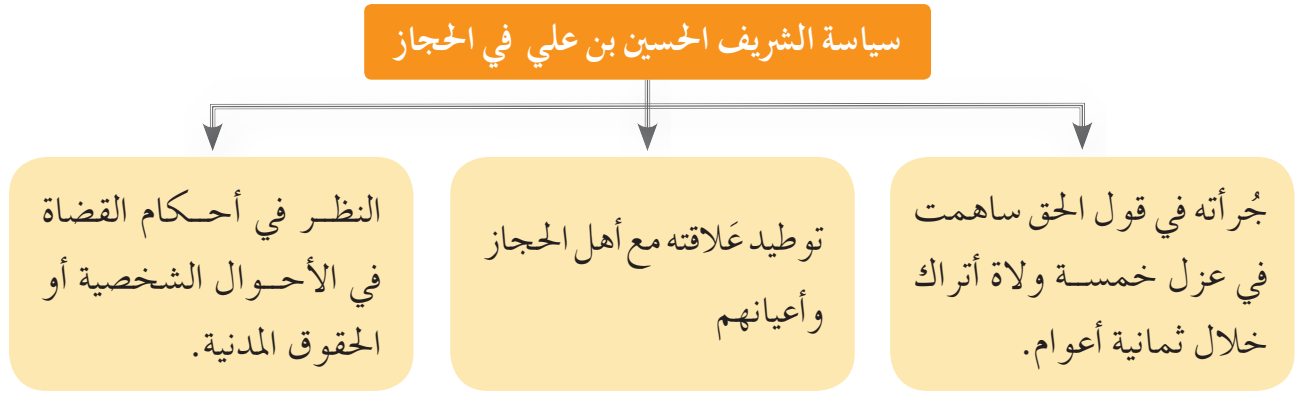 سياسة الشريف الحسين بن علي في الحجاز
جُرأته في قول الحق ساهمت
في عزل خمسة ولاة أتراك
خلال ثمانية أعوام.
توطيد عَلاقته مع أهل الحجاز
وأعيانهم
النظر في أحكام القضاة
في الأحوال الشخصية أو
الحقوق المدنية.